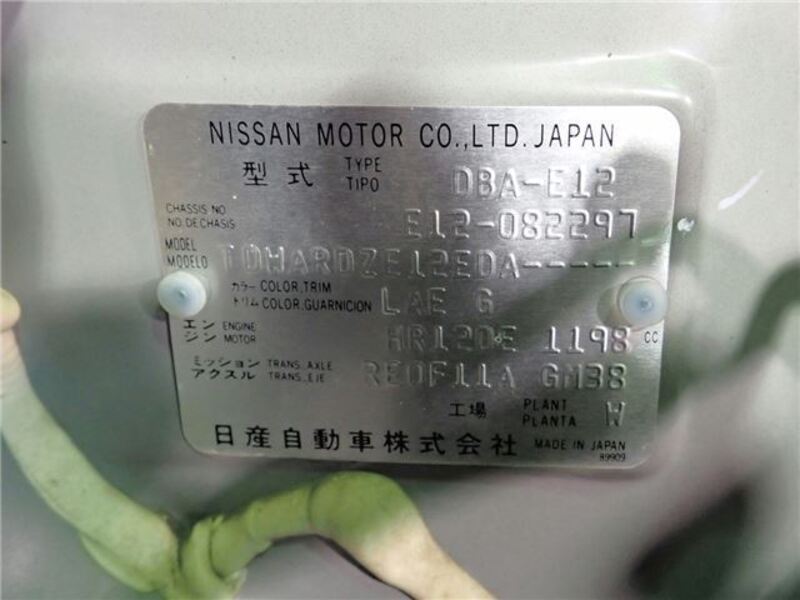 NISSAN MOTOR CO.,LTD. JAPAN
型式 TYPE TIPO DBA-E12
CHASSIS NO. NO. DE CHASIS E12-082297
MODEL MODELO TDWARDZE12EDA-----
カラー COLOR,TRIM トリム COLOR,GUARNICION LAE G
エンジン ENGINE MOTOR HR12DE 1198 CC
ミッション TRANS. AXLE アクスル TRANS. EJE RE0F11A GM38
工場 PLANT PLANTA W
日産自動車株式会社 MADE IN JAPAN
89909